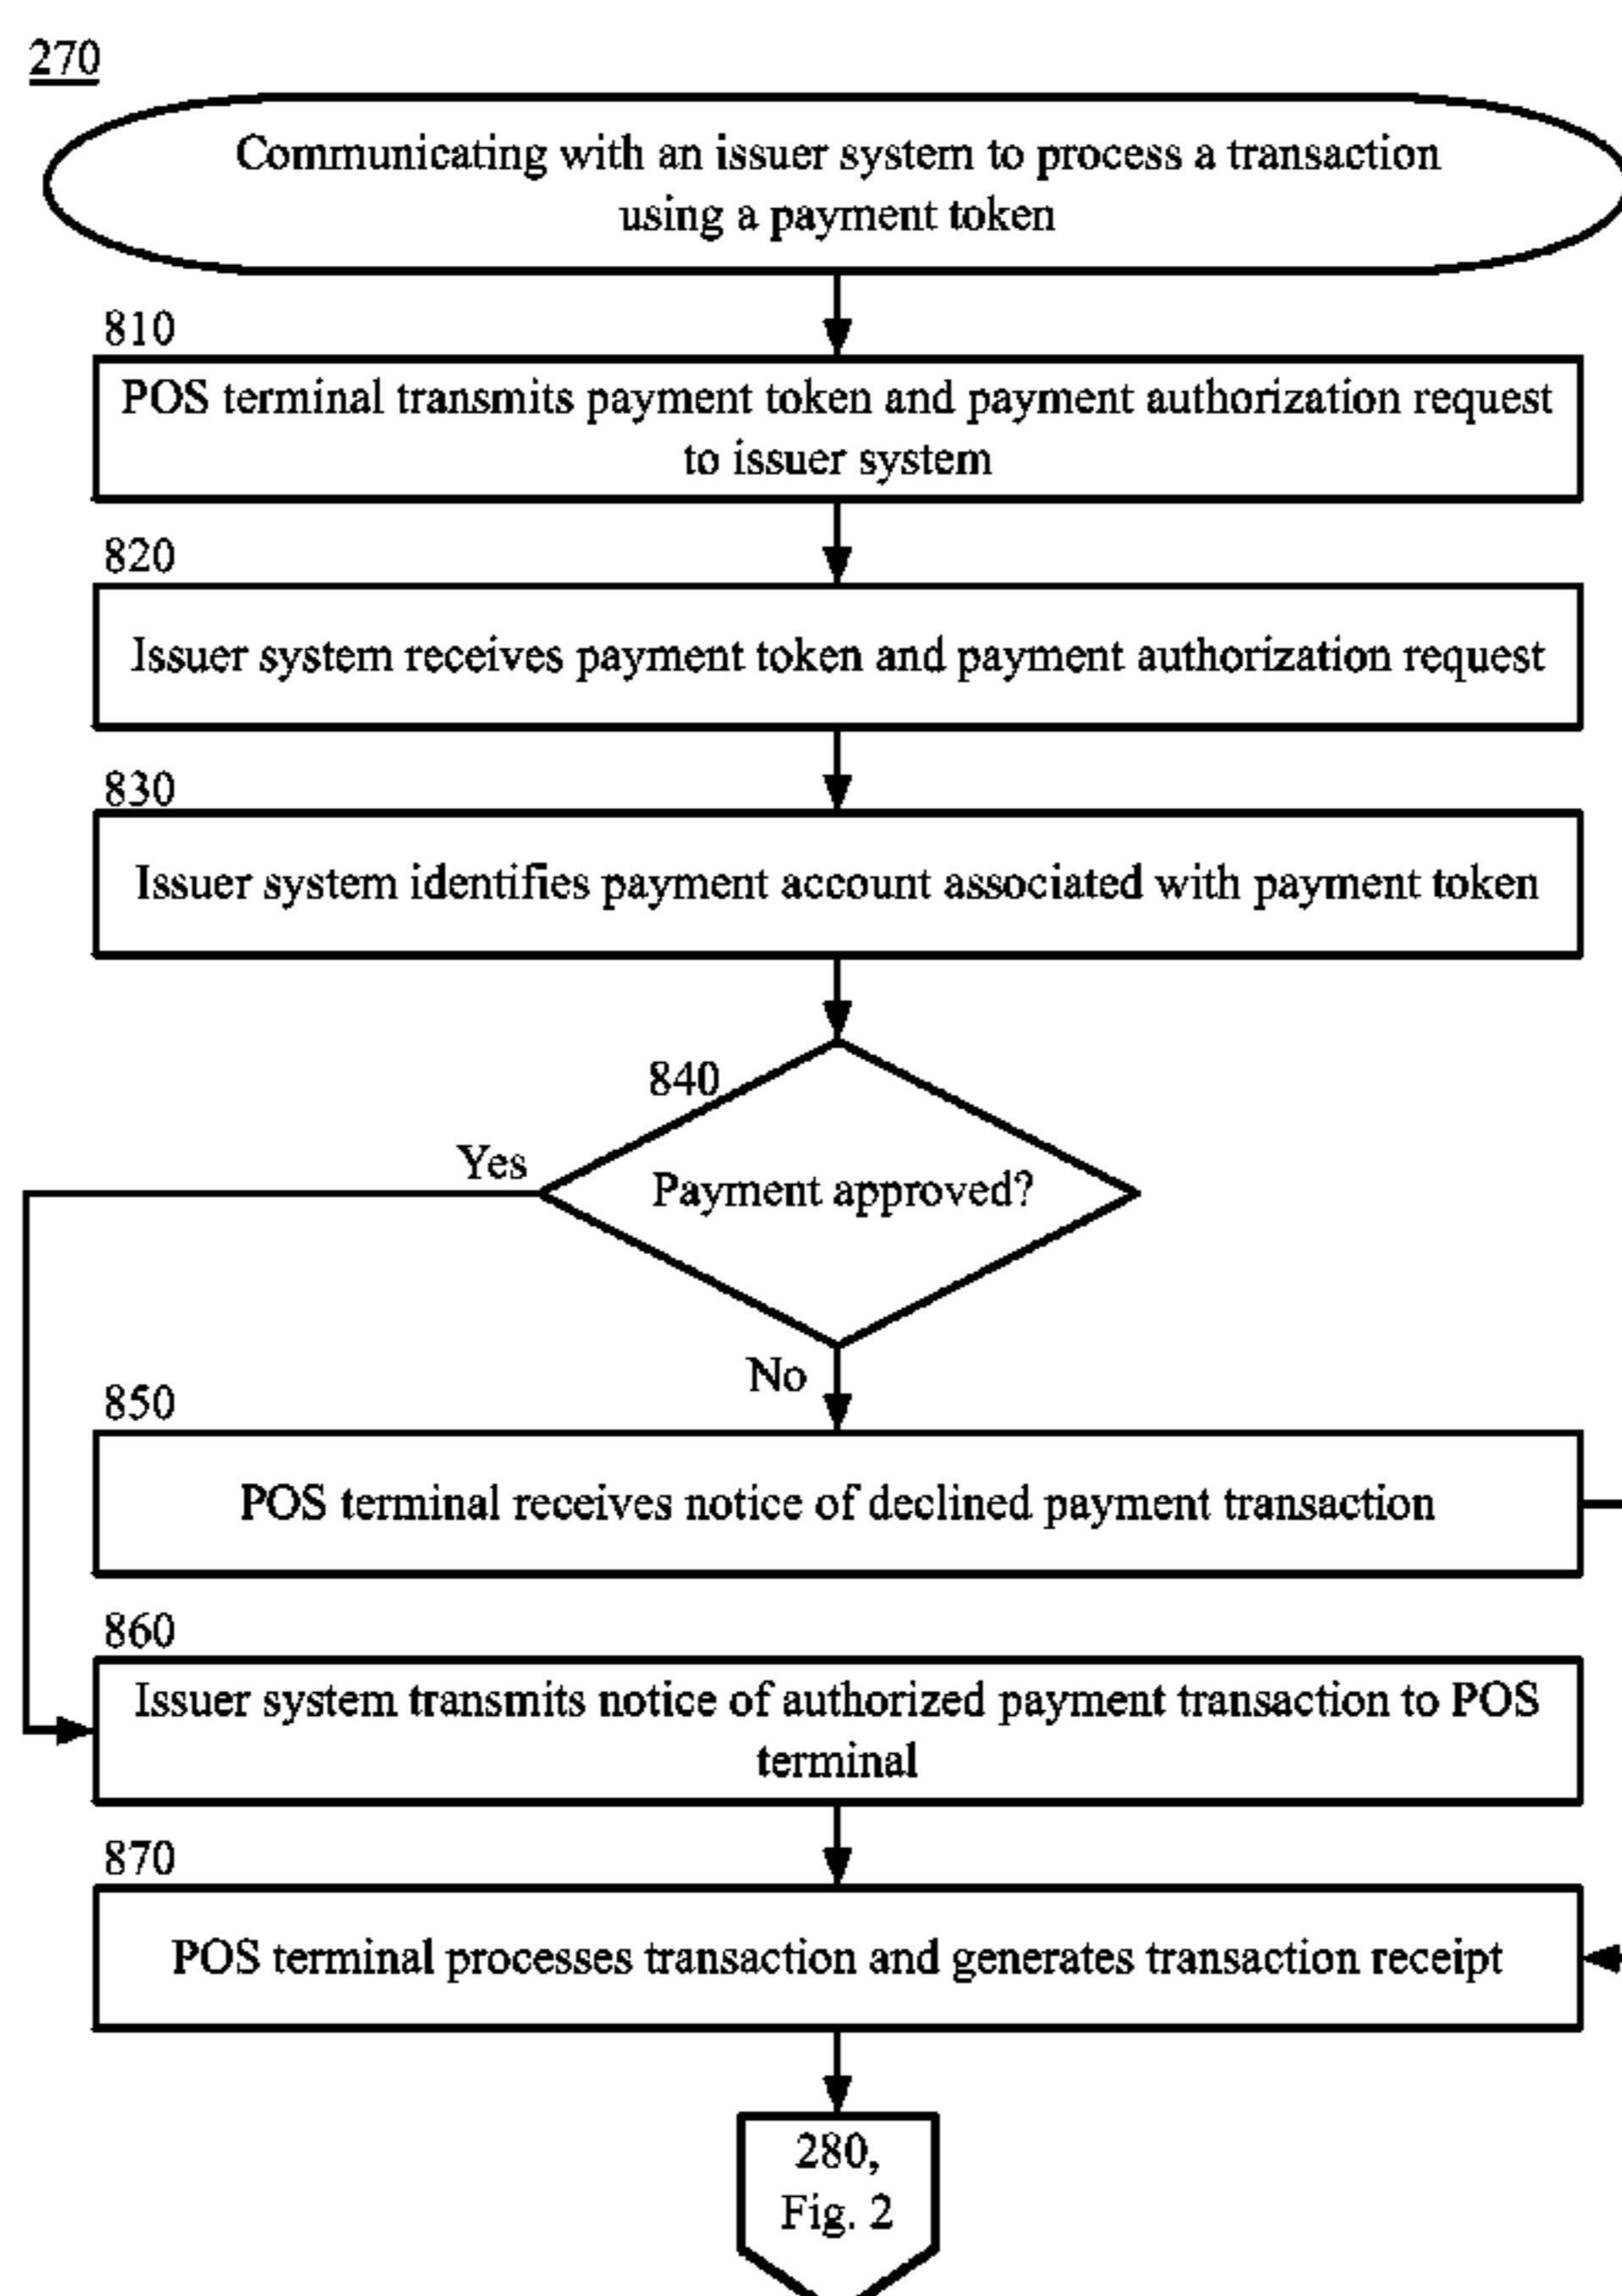 270
Communicating with an issuer system to process a transaction
using a payment token
810
POS terminal transmits payment token and payment authorization request
to issuer system
820
Issuer system receives payment token and payment authorization request
830
Issuer system identifies payment account associated with payment token
840
Yes
Payment approved?
No
850
POS terminal receives notice of declined payment transaction
860
Issuer system transmits notice of authorized payment transaction to POS
terminal
870
POS terminal processes transaction and generates transaction receipt
280,
Fig. 2